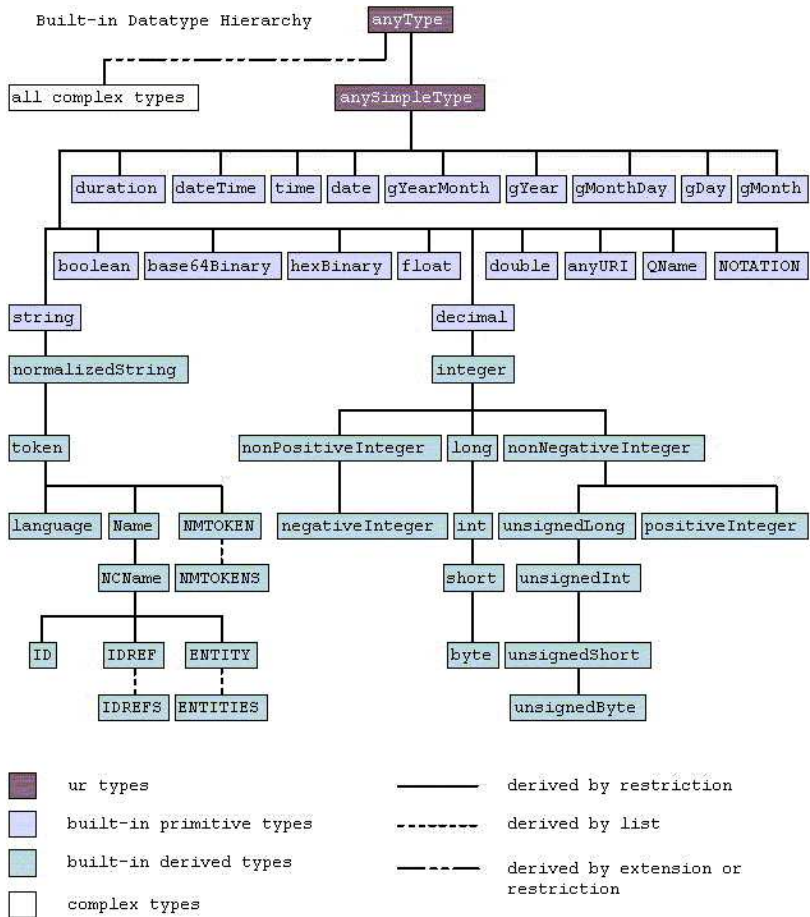 Built-in Datatype Hierarchy
anyType
all complex types
anySimpleType
duration dateTime time date gYearMonth gYear gMonthDay gDay gMonth
boolean base64Binary hexBinary float double anyURI QName NOTATION
string decimal
normalizedString integer
token nonPositiveInteger long nonNegativeInteger
language Name NMTOKEN negativeInteger int unsignedLong positiveInteger
NCName NMTOKENS short unsignedInt
ID IDREF ENTITY byte unsignedShort
IDREFS ENTITIES unsignedByte
ur types derived by restriction
built-in primitive types derived by list
built-in derived types derived by extension or
restriction
complex types